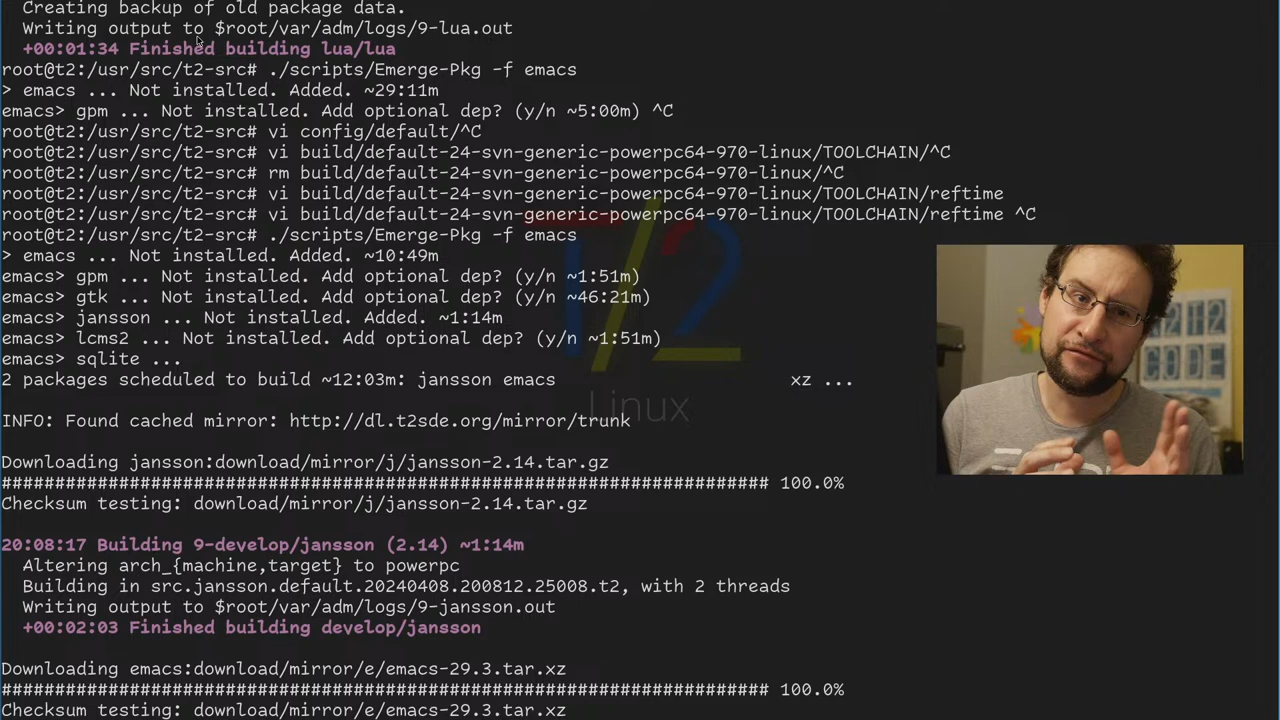 Creating backup of old package data.
Writing output to $root/var/adm/logs/9-lua.out
+00:01:34 Finished building lua/lua
root@t2:/usr/src/t2-src# ./scripts/Emerge-Pkg -f emacs
> emacs ... Not installed. Added. ~29:11m
emacs> gpm ... Not installed. Add optional dep? (y/n ~5:00m) ^C
root@t2:/usr/src/t2-src# vi config/default/^C
root@t2:/usr/src/t2-src# vi build/default-24-svn-generic-powerpc64-970-linux/TOOLCHAIN/^C
root@t2:/usr/src/t2-src# rm build/default-24-svn-generic-powerpc64-970-linux/^C
root@t2:/usr/src/t2-src# vi build/default-24-svn-generic-powerpc64-970-linux/TOOLCHAIN/reftime
root@t2:/usr/src/t2-src# vi build/default-24-svn-generic-powerpc64-970-linux/TOOLCHAIN/reftime ^C
root@t2:/usr/src/t2-src# ./scripts/Emerge-Pkg -f emacs
> emacs ... Not installed. Added. ~10:49m
emacs> gpm ... Not installed. Add optional dep? (y/n ~1:51m)
emacs> gtk ... Not installed. Add optional dep? (y/n ~46:21m)
emacs> jansson ... Not installed. Added. ~1:14m
emacs> lcms2 ... Not installed. Add optional dep? (y/n ~1:51m)
emacs> sqlite ...
2 packages scheduled to build ~12:03m: jansson emacs xz ...
INFO: Found cached mirror: http://dl.t2sde.org/mirror/trunk
Downloading jansson:download/mirror/j/jansson-2.14.tar.gz
######################################################################## 100.0%
Checksum testing: download/mirror/j/jansson-2.14.tar.gz
20:08:17 Building 9-develop/jansson (2.14) ~1:14m
Altering arch_{machine,target} to powerpc
Building in src.jansson.default.20240408.200812.25008.t2, with 2 threads
Writing output to $root/var/adm/logs/9-jansson.out
+00:02:03 Finished building develop/jansson
Downloading emacs:download/mirror/e/emacs-29.3.tar.xz
######################################################################## 100.0%
Checksum testing: download/mirror/e/emacs-29.3.tar.xz
T/2
Linux
CODE